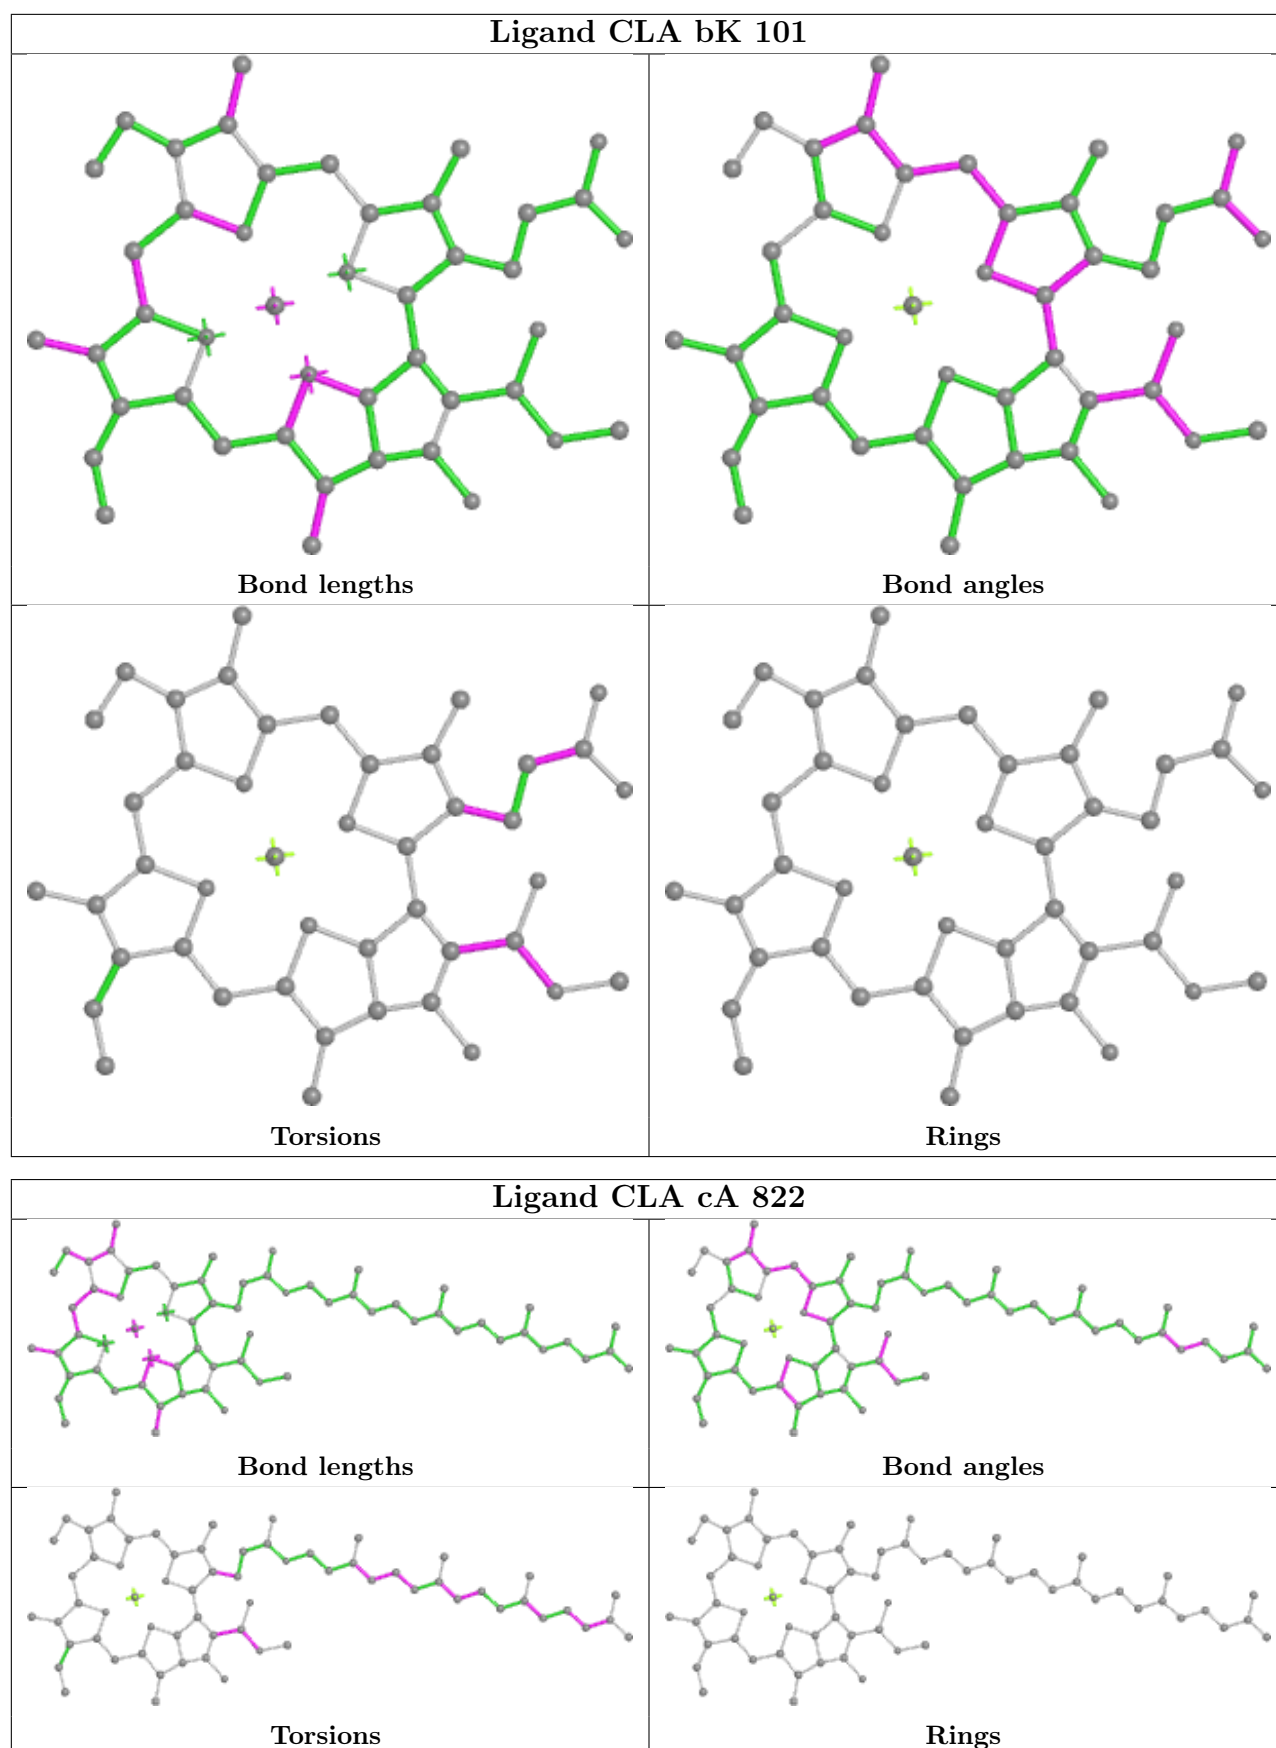 Ligand CLA bK 101
Bond lengths
Bond angles
Torsions
Rings
Ligand CLA cA 822
Bond lengths
Bond angles
Torsions
Rings